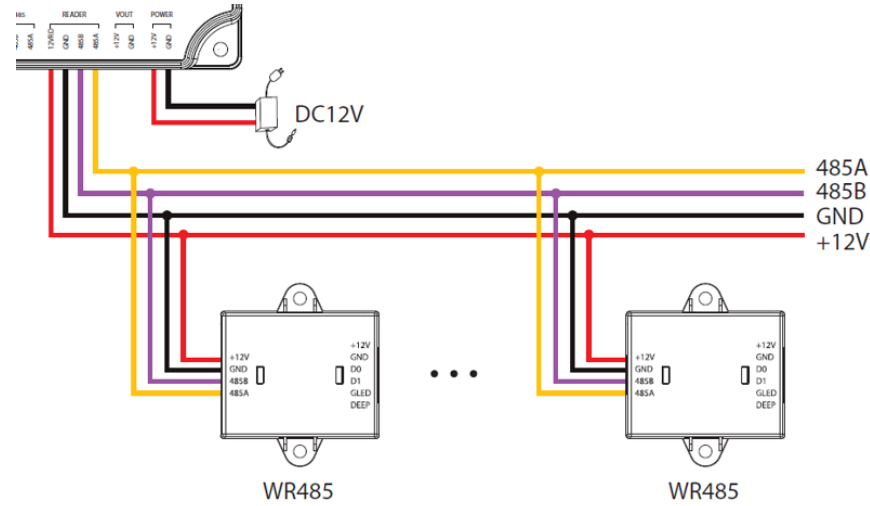 485 READER VOUT POWER
485A 12VRD GND 485B 485A +12V GND +12V GND
DC12V
485A
485B
GND
+12V
+12V
GND
485B
485A
+12V
GND
D0
D1
GLED
DEEP
+12V
GND
485B
485A
+12V
GND
D0
D1
GLED
DEEP
WR485
WR485